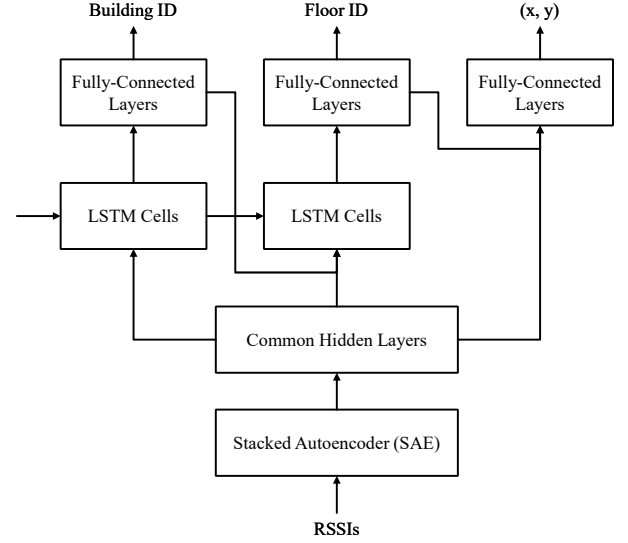 Building ID
Floor ID
(x, y)
Fully-Connected
Layers
Fully-Connected
Layers
Fully-Connected
Layers
LSTM Cells
LSTM Cells
Common Hidden Layers
Stacked Autoencoder (SAE)
RSSIs